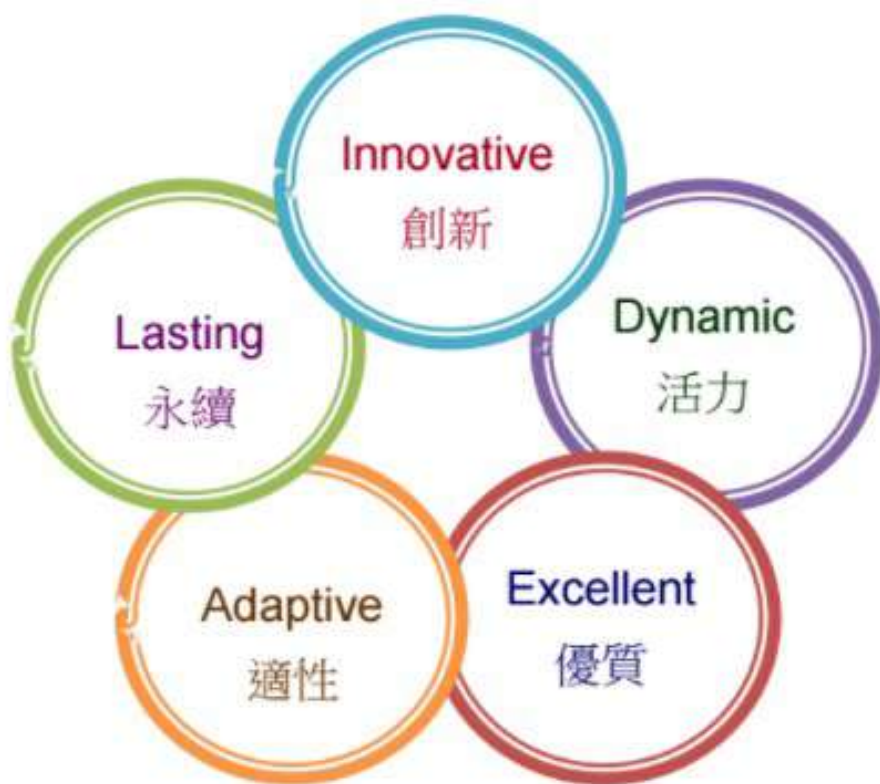 Innovative
創新
Dynamic
活力
Excellent
優質
Adaptive
適性
Lasting
永續